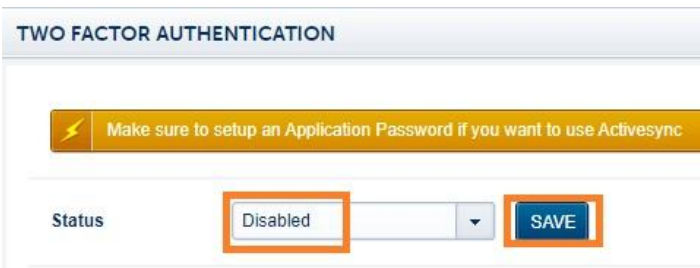 TWO FACTOR AUTHENTICATION
Make sure to setup an Application Password if you want to use Activesync
Status Disabled SAVE